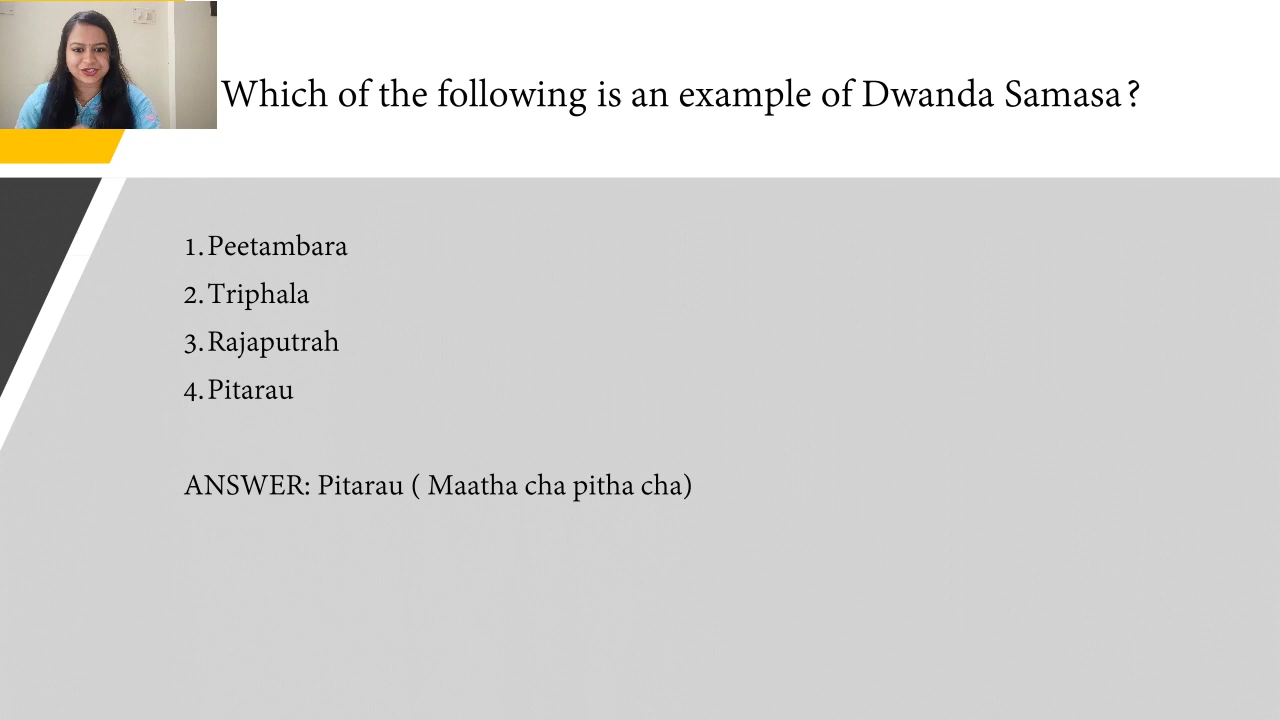 Which of the following is an example of Dwanda Samasa?
1. Peetambara
2. Triphala
3. Rajaputrah
4. Pitarau
ANSWER: Pitarau ( Maatha cha pitha cha)